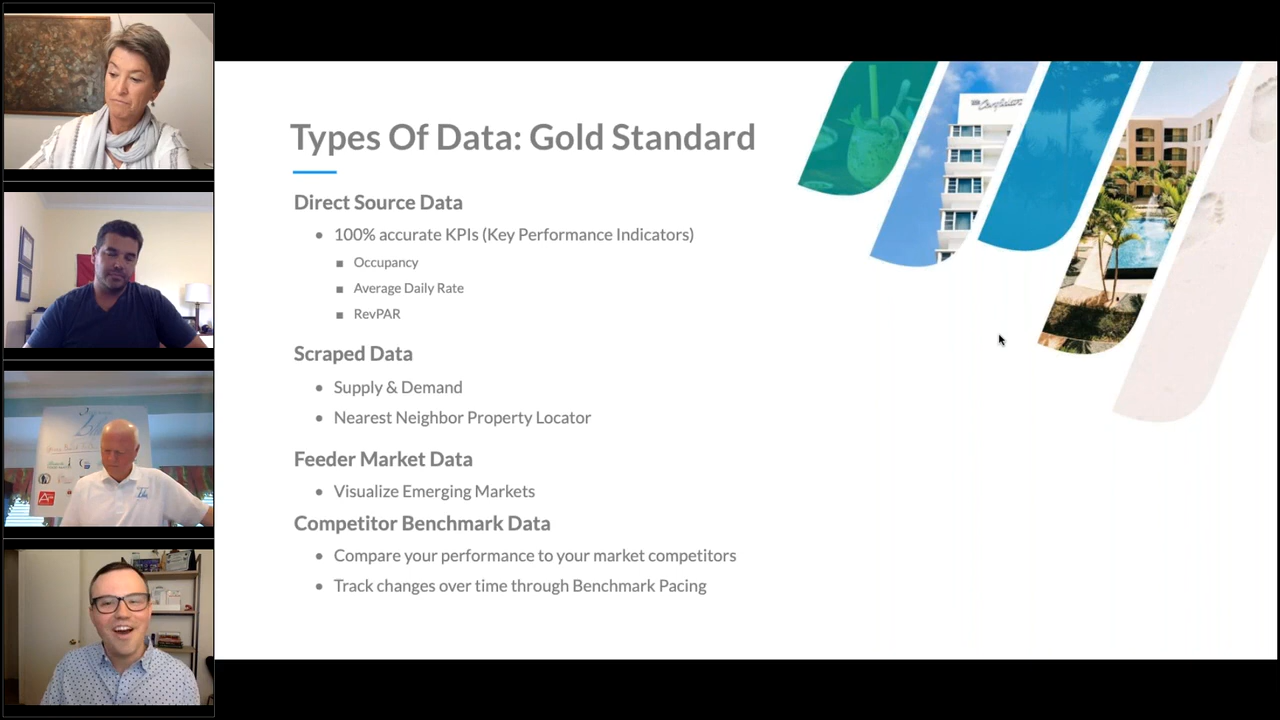 Types Of Data: Gold Standard
Direct Source Data
• 100% accurate KPIs (Key Performance Indicators)
■ Occupancy
■ Average Daily Rate
■ RevPAR
Scraped Data
• Supply & Demand
• Nearest Neighbor Property Locator
Feeder Market Data
• Visualize Emerging Markets
Competitor Benchmark Data
• Compare your performance to your market competitors
• Track changes over time through Benchmark Pacing